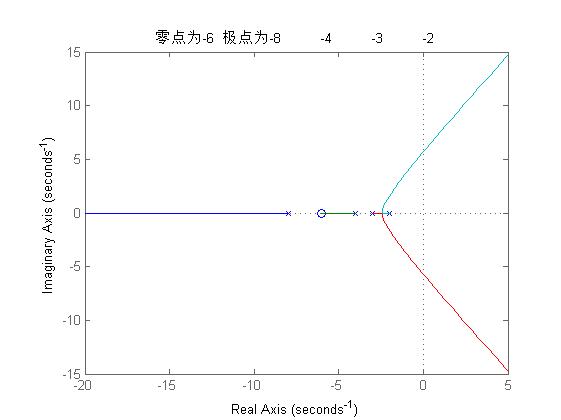 零点为-6 极点为-8 -4 -3 -2
15
10
5
0
-5
-10
-15
-20 -15 -10 -5 0 5
Imaginary Axis (seconds⁻¹)
Real Axis (seconds⁻¹)